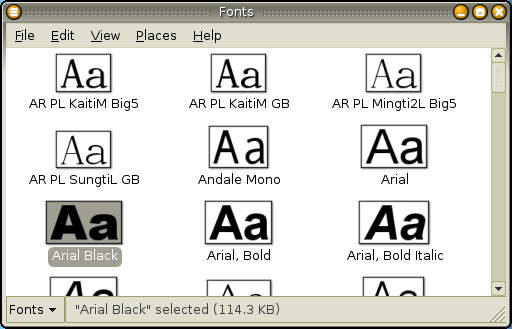 Fonts
File Edit View Places Help
Aa Aa Aa
AR PL KaitiM Big5 AR PL KaitiM GB AR PL Mingti2L Big5
Aa Aa Aa
AR PL SungtiL GB Andale Mono Arial
Aa Aa Aa
Arial Black Arial, Bold Arial, Bold Italic
Fonts "Arial Black" selected (114.3 KB)